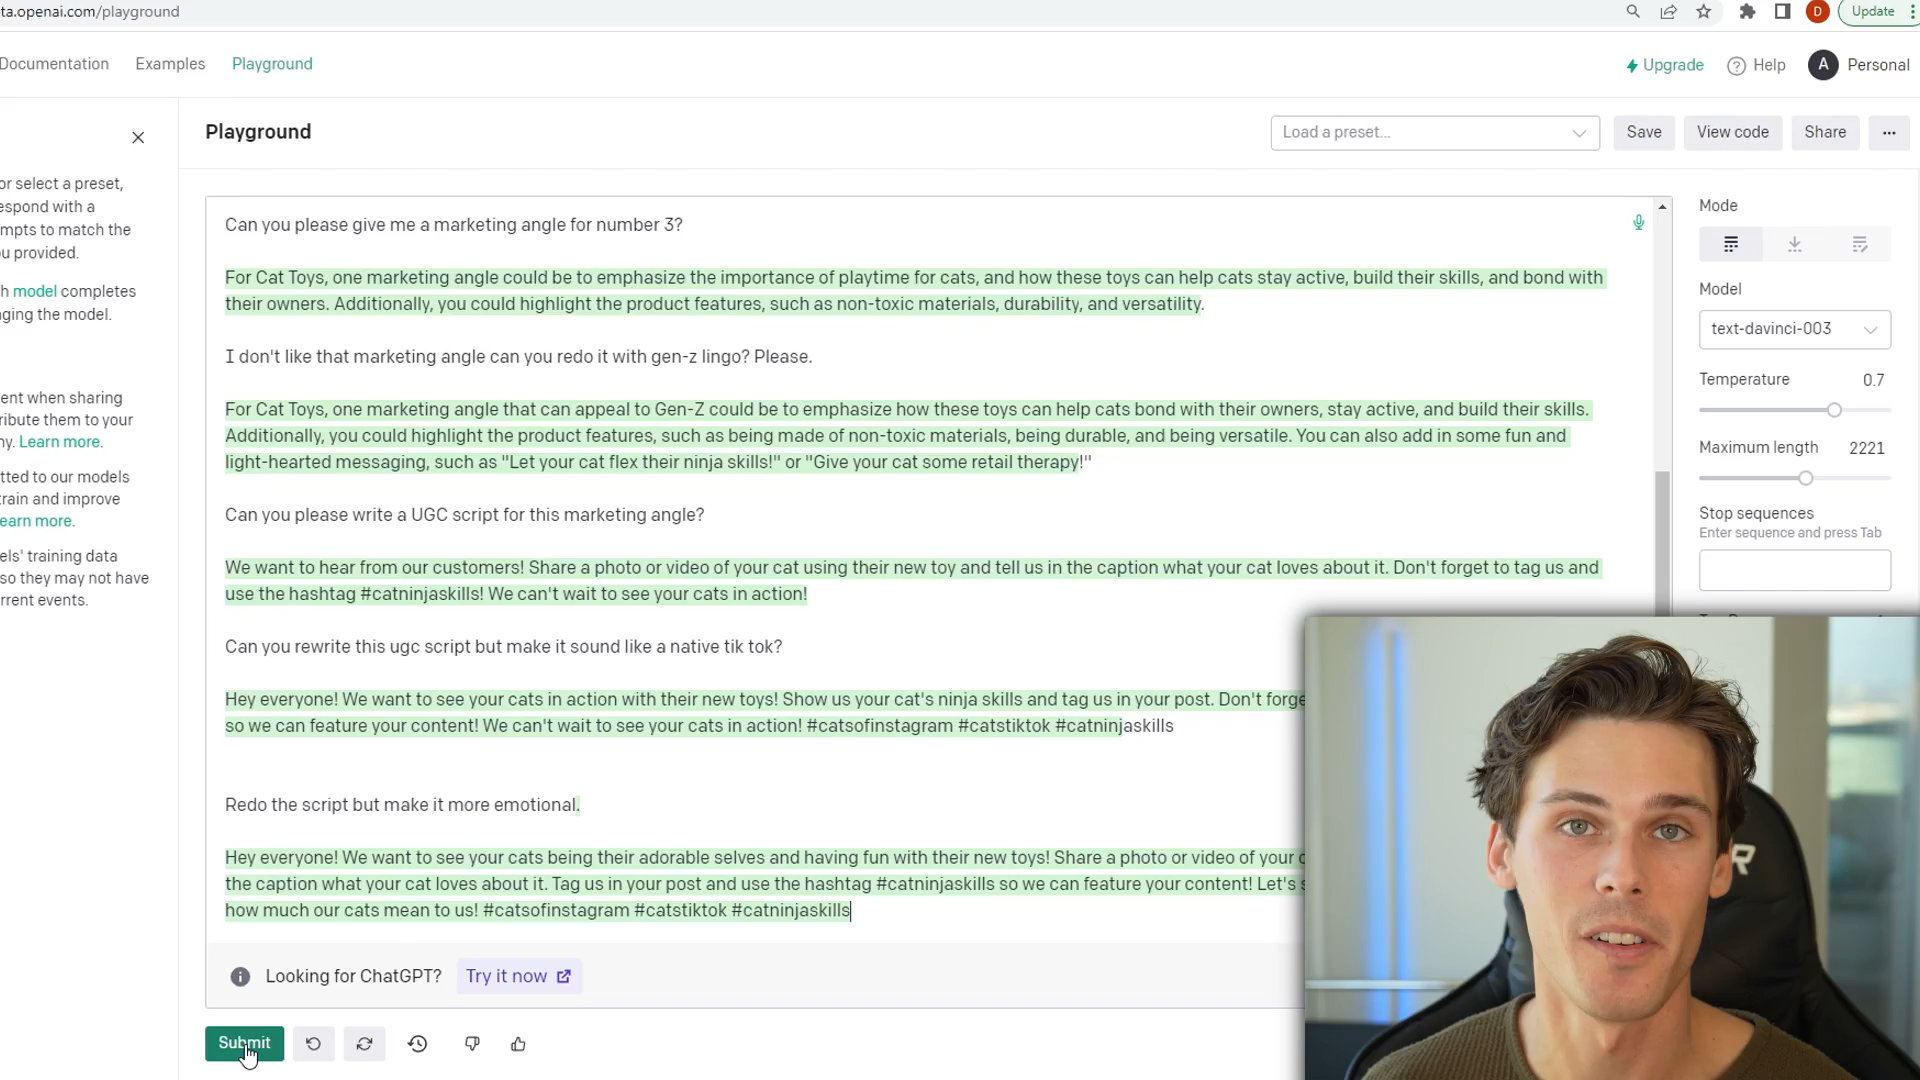 ta.openai.com/playground
Update
Documentation
Examples
Playground
Upgrade
Help
A
Personal
Playground
Load a preset...
Save
View code
Share
or select a preset,
espond with a
mpts to match the
u provided.
h model completes
ging the model.
ent when sharing
ribute them to your
ny. Learn more.
tted to our models
train and improve
earn more.
els' training data
so they may not have
rrent events.
Can you please give me a marketing angle for number 3?
For Cat Toys, one marketing angle could be to emphasize the importance of playtime for cats, and how these toys can help cats stay active, build their skills, and bond with
their owners. Additionally, you could highlight the product features, such as non-toxic materials, durability, and versatility.
I don't like that marketing angle can you redo it with gen-z lingo? Please.
For Cat Toys, one marketing angle that can appeal to Gen-Z could be to emphasize how these toys can help cats bond with their owners, stay active, and build their skills.
Additionally, you could highlight the product features, such as being made of non-toxic materials, being durable, and being versatile. You can also add in some fun and
light-hearted messaging, such as "Let your cat flex their ninja skills!" or "Give your cat some retail therapy!"
Can you please write a UGC script for this marketing angle?
We want to hear from our customers! Share a photo or video of your cat using their new toy and tell us in the caption what your cat loves about it. Don't forget to tag us and
use the hashtag #catninjaskills! We can't wait to see your cats in action!
Can you rewrite this ugc script but make it sound like a native tik tok?
Hey everyone! We want to see your cats in action with their new toys! Show us your cat's ninja skills and tag us in your post. Don't forge
so we can feature your content! We can't wait to see your cats in action! #catsofinstagram #catstiktok #catninjaskills
Redo the script but make it more emotional.
Hey everyone! We want to see your cats being their adorable selves and having fun with their new toys! Share a photo or video of your c
the caption what your cat loves about it. Tag us in your post and use the hashtag #catninjaskills so we can feature your content! Let's s
how much our cats mean to us! #catsofinstagram #catstiktok #catninjaskills
Looking for ChatGPT?
Try it now
Submit
Mode
Model
text-davinci-003
Temperature
0.7
Maximum length
2221
Stop sequences
Enter sequence and press Tab
D
R